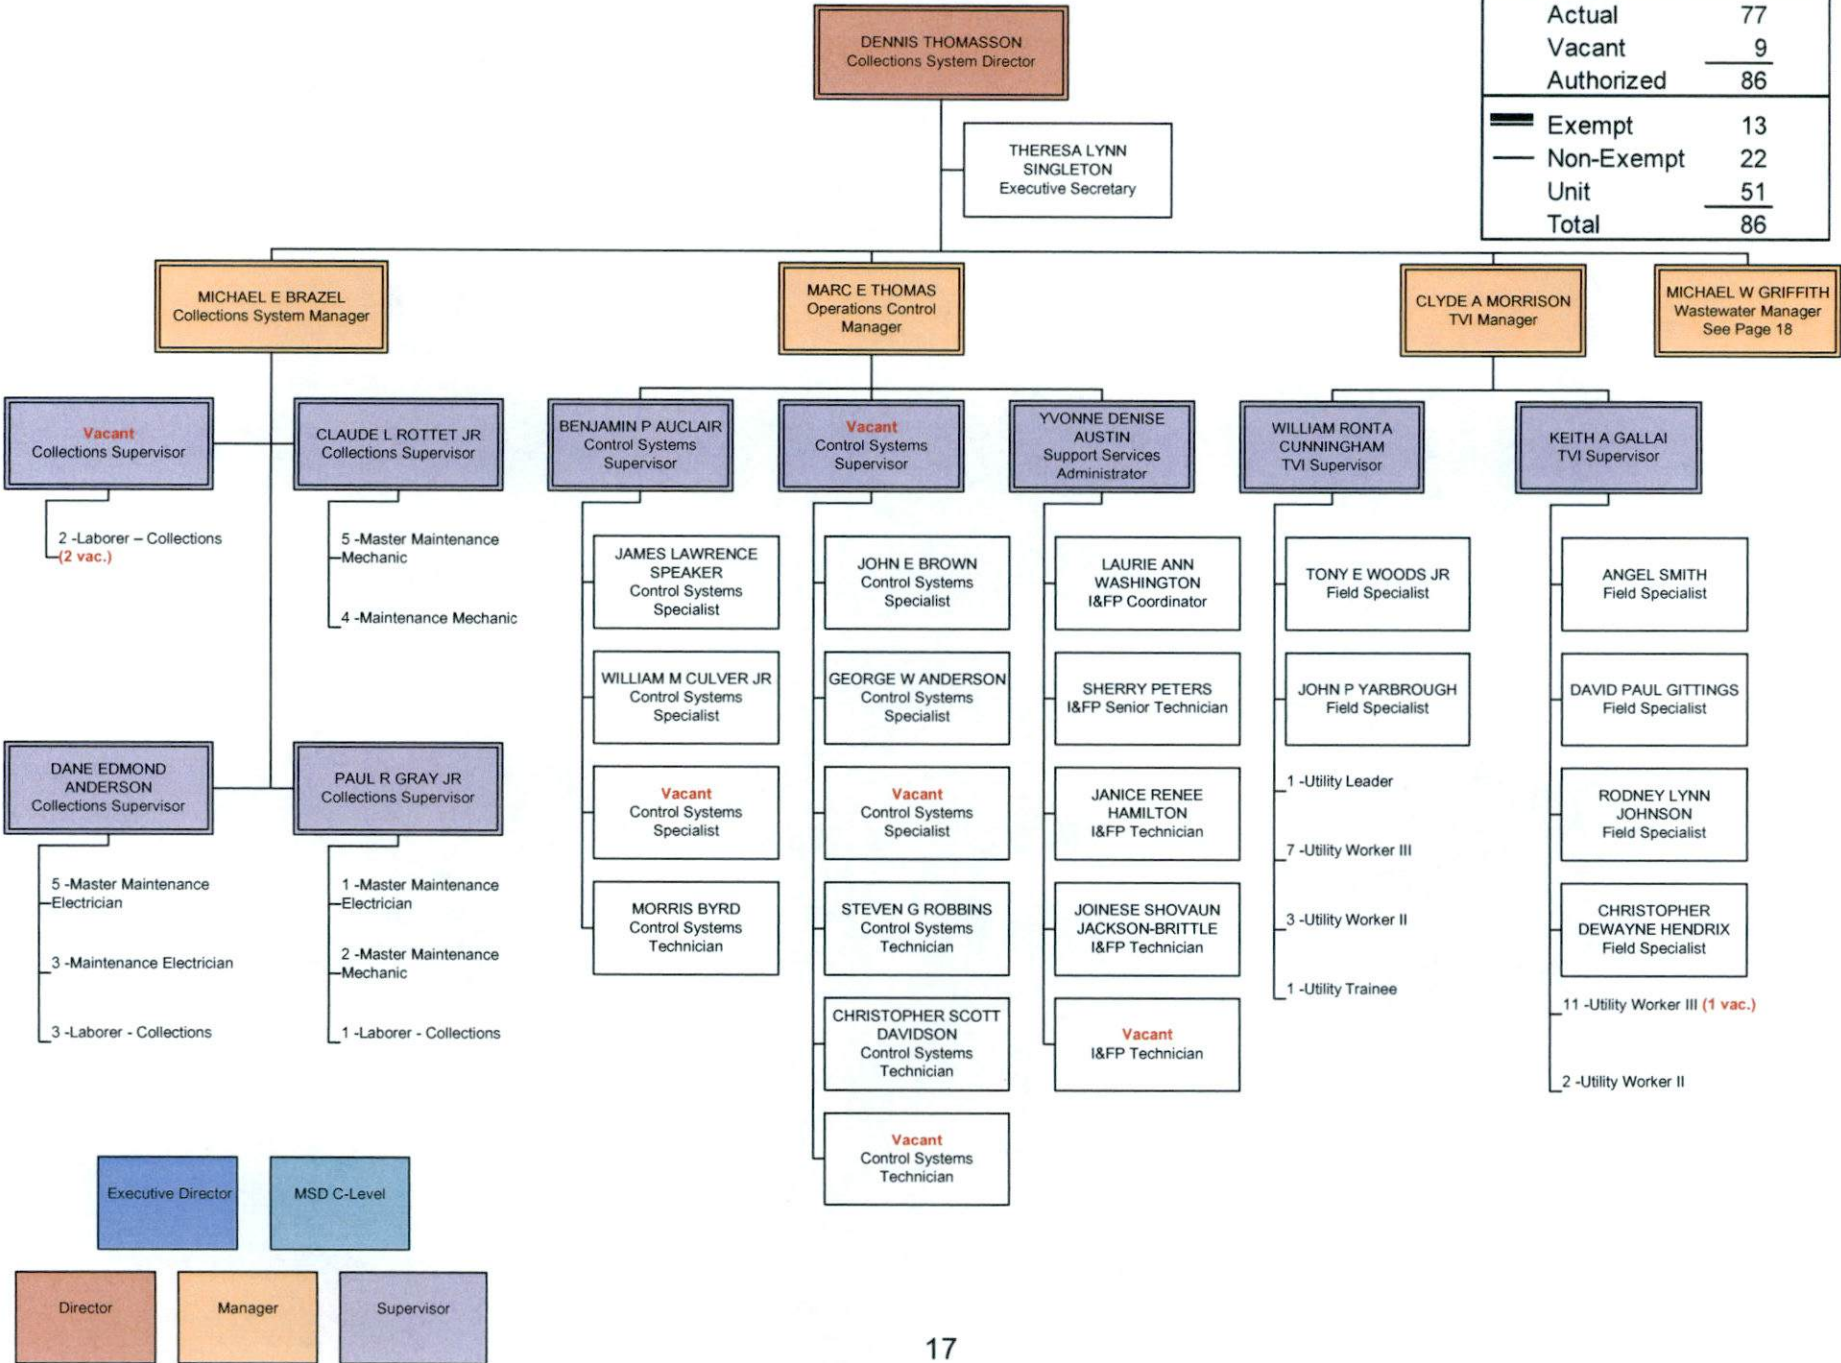 Actual 77
Vacant 9
Authorized 86
Exempt 13
Non-Exempt 22
Unit 51
Total 86
DENNIS THOMASSON
Collections System Director
THERESA LYNN
SINGLETON
Executive Secretary
MICHAEL E BRAZEL
Collections System Manager
MARC E THOMAS
Operations Control
Manager
CLYDE A MORRISON
TVI Manager
MICHAEL W GRIFFITH
Wastewater Manager
See Page 18
Vacant
Collections Supervisor
2 -Laborer – Collections
(2 vac.)
CLAUDE L ROTTET JR
Collections Supervisor
5 -Master Maintenance
Mechanic
4 -Maintenance Mechanic
DANE EDMOND
ANDERSON
Collections Supervisor
5 -Master Maintenance
Electrician
3 -Maintenance Electrician
3 -Laborer - Collections
PAUL R GRAY JR
Collections Supervisor
1 -Master Maintenance
Electrician
2 -Master Maintenance
Mechanic
1 -Laborer - Collections
BENJAMIN P AUCLAIR
Control Systems
Supervisor
JAMES LAWRENCE
SPEAKER
Control Systems
Specialist
WILLIAM M CULVER JR
Control Systems
Specialist
Vacant
Control Systems
Specialist
MORRIS BYRD
Control Systems
Technician
Vacant
Control Systems
Supervisor
JOHN E BROWN
Control Systems
Specialist
GEORGE W ANDERSON
Control Systems
Specialist
Vacant
Control Systems
Specialist
STEVEN G ROBBINS
Control Systems
Technician
CHRISTOPHER SCOTT
DAVIDSON
Control Systems
Technician
Vacant
Control Systems
Technician
YVONNE DENISE
AUSTIN
Support Services
Administrator
LAURIE ANN
WASHINGTON
I&FP Coordinator
SHERRY PETERS
I&FP Senior Technician
JANICE RENEE
HAMILTON
I&FP Technician
JOINESE SHOVAUN
JACKSON-BRITTLE
I&FP Technician
Vacant
I&FP Technician
WILLIAM RONTA
CUNNINGHAM
TVI Supervisor
TONY E WOODS JR
Field Specialist
JOHN P YARBROUGH
Field Specialist
1 -Utility Leader
7 -Utility Worker III
3 -Utility Worker II
1 -Utility Trainee
KEITH A GALLAI
TVI Supervisor
ANGEL SMITH
Field Specialist
DAVID PAUL GITTINGS
Field Specialist
RODNEY LYNN
JOHNSON
Field Specialist
CHRISTOPHER
DEWAYNE HENDRIX
Field Specialist
11 -Utility Worker III (1 vac.)
2 -Utility Worker II
Executive Director
MSD C-Level
Director
Manager
Supervisor
17